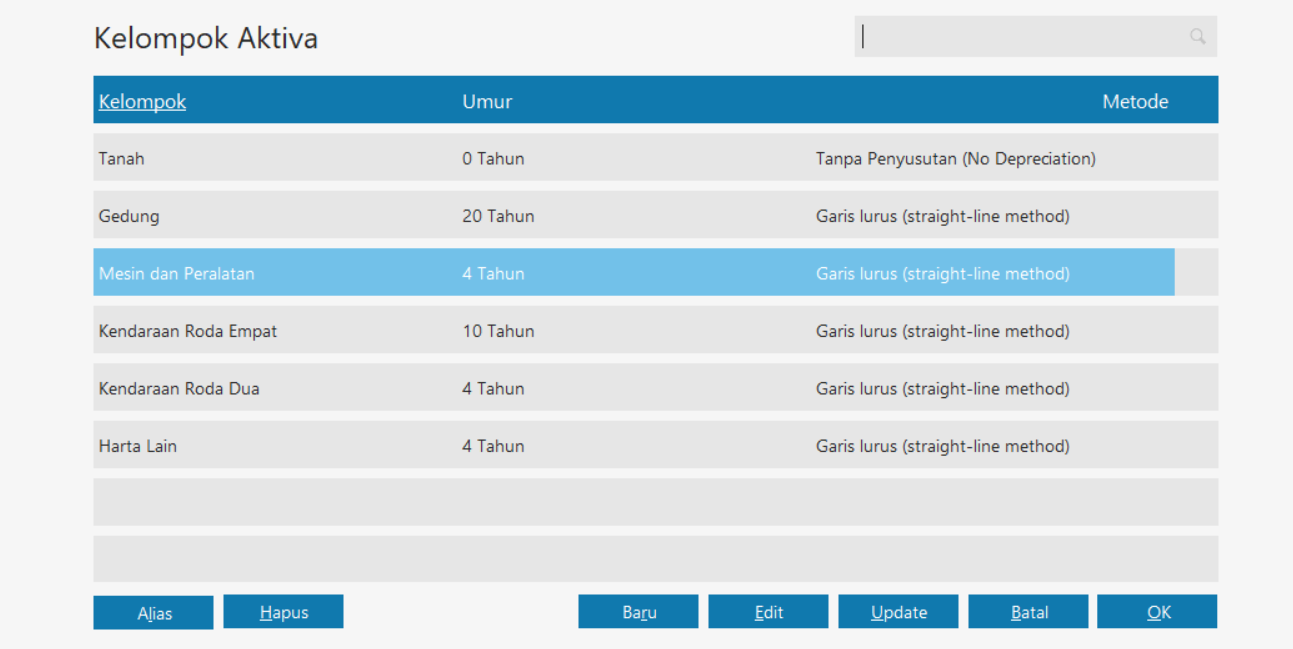 Kelompok Aktiva
Kelompok Umur Metode
Tanah 0 Tahun Tanpa Penyusutan (No Depreciation)
Gedung 20 Tahun Garis lurus (straight-line method)
Mesin dan Peralatan 4 Tahun Garis lurus (straight-line method)
Kendaraan Roda Empat 10 Tahun Garis lurus (straight-line method)
Kendaraan Roda Dua 4 Tahun Garis lurus (straight-line method)
Harta Lain 4 Tahun Garis lurus (straight-line method)
Alias Hapus Baru Edit Update Batal OK